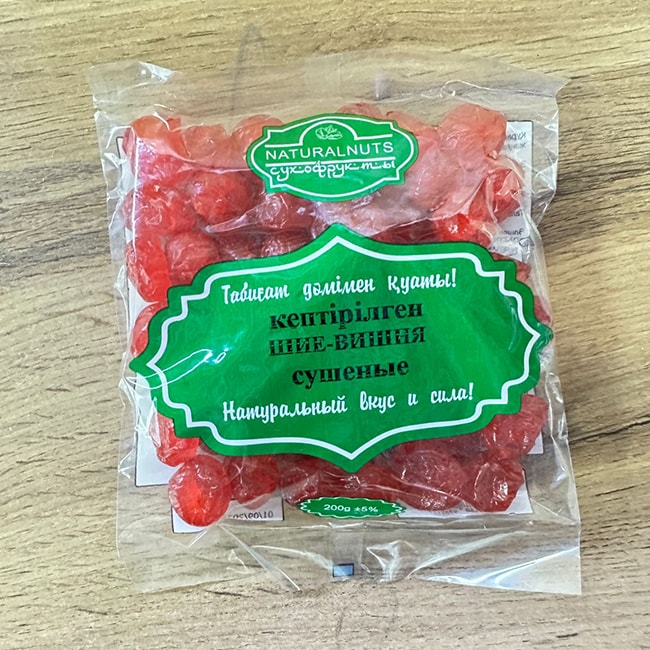 NATURALNUTS
сухофрукты
Табиғат дәмімен қуаты!
кептірілген
ШИЕ-ВИШНЯ
сушеные
Натуральный вкус и сила!
200g ±5%